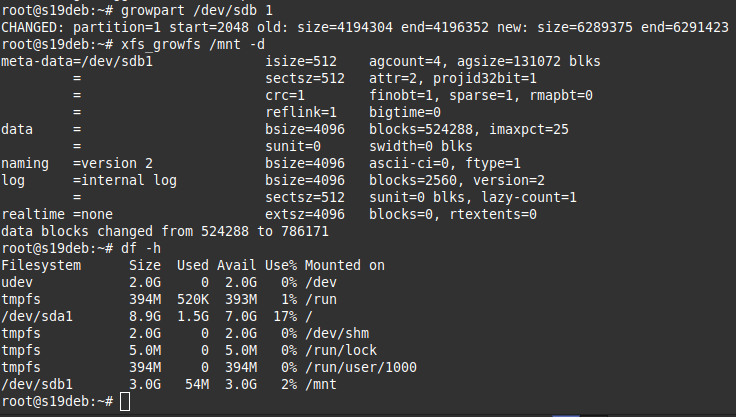 root@s19deb:~# growpart /dev/sdb 1
CHANGED: partition=1 start=2048 old: size=4194304 end=4196352 new: size=6289375 end=6291423
root@s19deb:~# xfs_growfs /mnt -d
meta-data=/dev/sdb1              isize=512    agcount=4, agsize=131072 blks
         =                       sectsz=512   attr=2, projid32bit=1
         =                       crc=1        finobt=1, sparse=1, rmapbt=0
         =                       reflink=1    bigtime=0
data     =                       bsize=4096   blocks=524288, imaxpct=25
         =                       sunit=0      swidth=0 blks
naming   =version 2              bsize=4096   ascii-ci=0, ftype=1
log      =internal log           bsize=4096   blocks=2560, version=2
         =                       sectsz=512   sunit=0 blks, lazy-count=1
realtime =none                   extsz=4096   blocks=0, rtextents=0
data blocks changed from 524288 to 786171
root@s19deb:~# df -h
Filesystem      Size  Used Avail Use% Mounted on
udev            2.0G     0  2.0G   0% /dev
tmpfs           394M  520K  393M   1% /run
/dev/sda1       8.9G  1.5G  7.0G  17% /
tmpfs           2.0G     0  2.0G   0% /dev/shm
tmpfs           5.0M     0  5.0M   0% /run/lock
tmpfs           394M     0  394M   0% /run/user/1000
/dev/sdb1       3.0G   54M  3.0G   2% /mnt
root@s19deb:~#